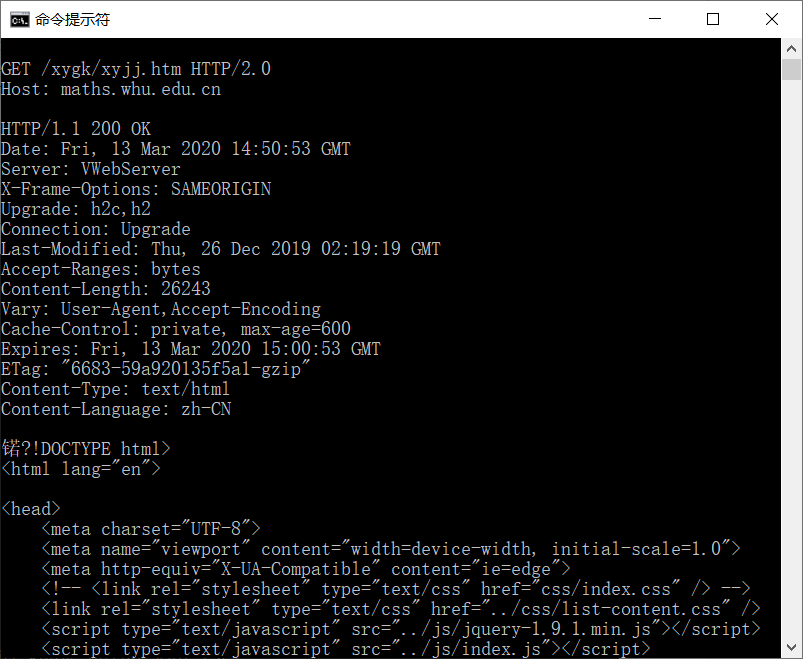 命令提示符
GET /xygk/xyjj.htm HTTP/2.0
Host: maths.whu.edu.cn
HTTP/1.1 200 OK
Date: Fri, 13 Mar 2020 14:50:53 GMT
Server: VWebServer
X-Frame-Options: SAMEORIGIN
Upgrade: h2c,h2
Connection: Upgrade
Last-Modified: Thu, 26 Dec 2019 02:19:19 GMT
Accept-Ranges: bytes
Content-Length: 26243
Vary: User-Agent,Accept-Encoding
Cache-Control: private, max-age=600
Expires: Fri, 13 Mar 2020 15:00:53 GMT
ETag: "6683-59a920135f5a1-gzip"
Content-Type: text/html
Content-Language: zh-CN
锘?!DOCTYPE html>
<html lang="en">
<head>
    <meta charset="UTF-8">
    <meta name="viewport" content="width=device-width, initial-scale=1.0">
    <meta http-equiv="X-UA-Compatible" content="ie=edge">
    <!-- <link rel="stylesheet" type="text/css" href="css/index.css" /> -->
    <link rel="stylesheet" type="text/css" href="../css/list-content.css" />
    <script type="text/javascript" src="../js/jquery-1.9.1.min.js"></script>
    <script type="text/javascript" src="../js/index.js"></script>